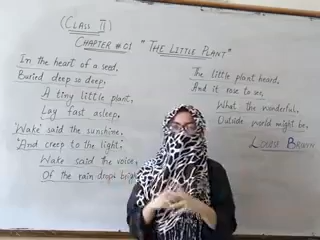 (CLASS II)
CHAPTER # 01 "THE LITTLE PLANT"
In the heart of a seed,
Buried deep so deep,
A tiny little plant,
Lay fast asleep,
'Wake' said the sunshine,
'And creep to the light.'
Wake said the voice,
Of the rain drops brigh
The little plant heard,
And it rose to see,
What the wonderful,
Outside world might be.